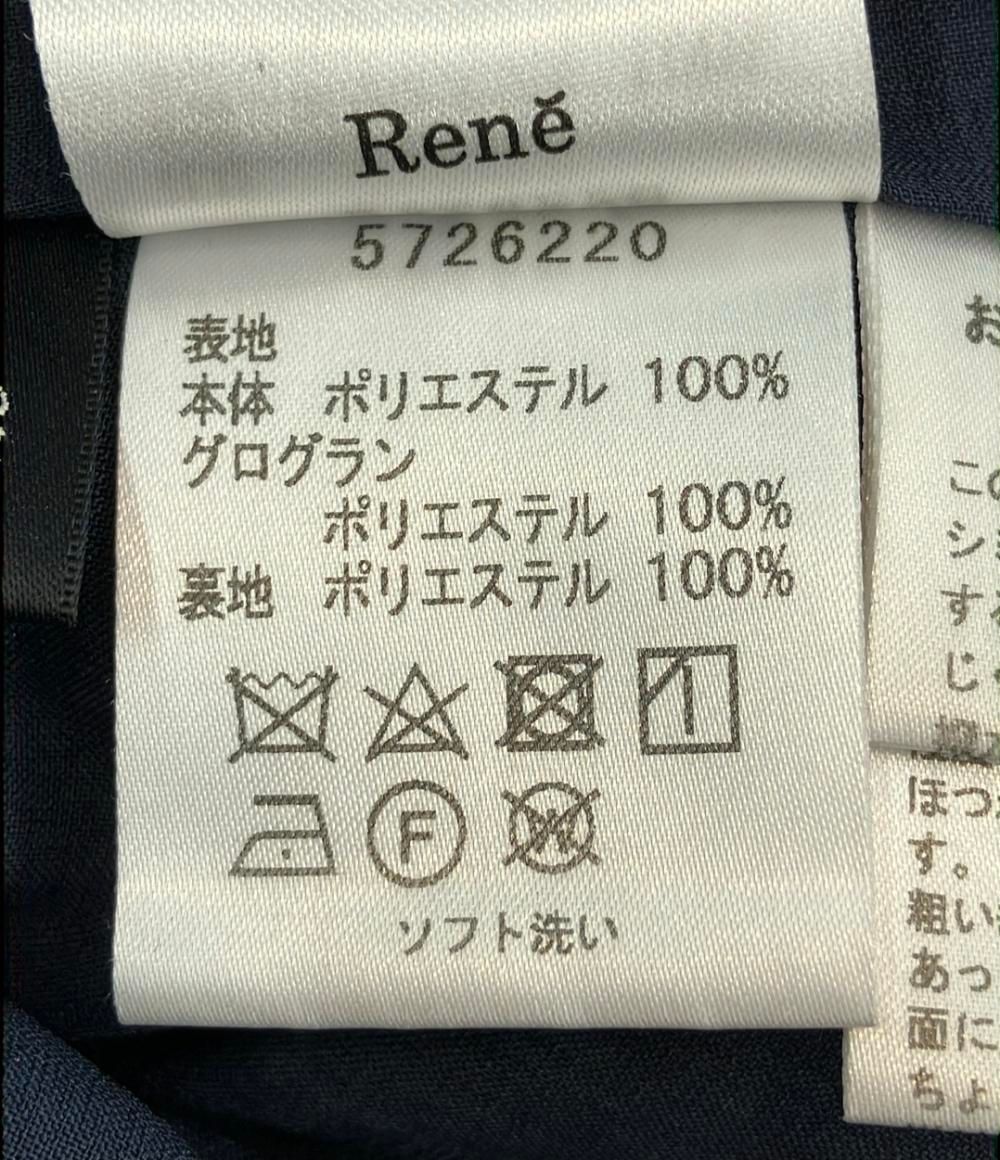 Reně
5726220
表地
本体 ポリエステル 100%
グログラン
ポリエステル 100%
裏地 ポリエステル 100%
F
W
ソフト洗い
お
この
シ
す
じ
ほつ
す。
粗い
あっ
面に
ちょ